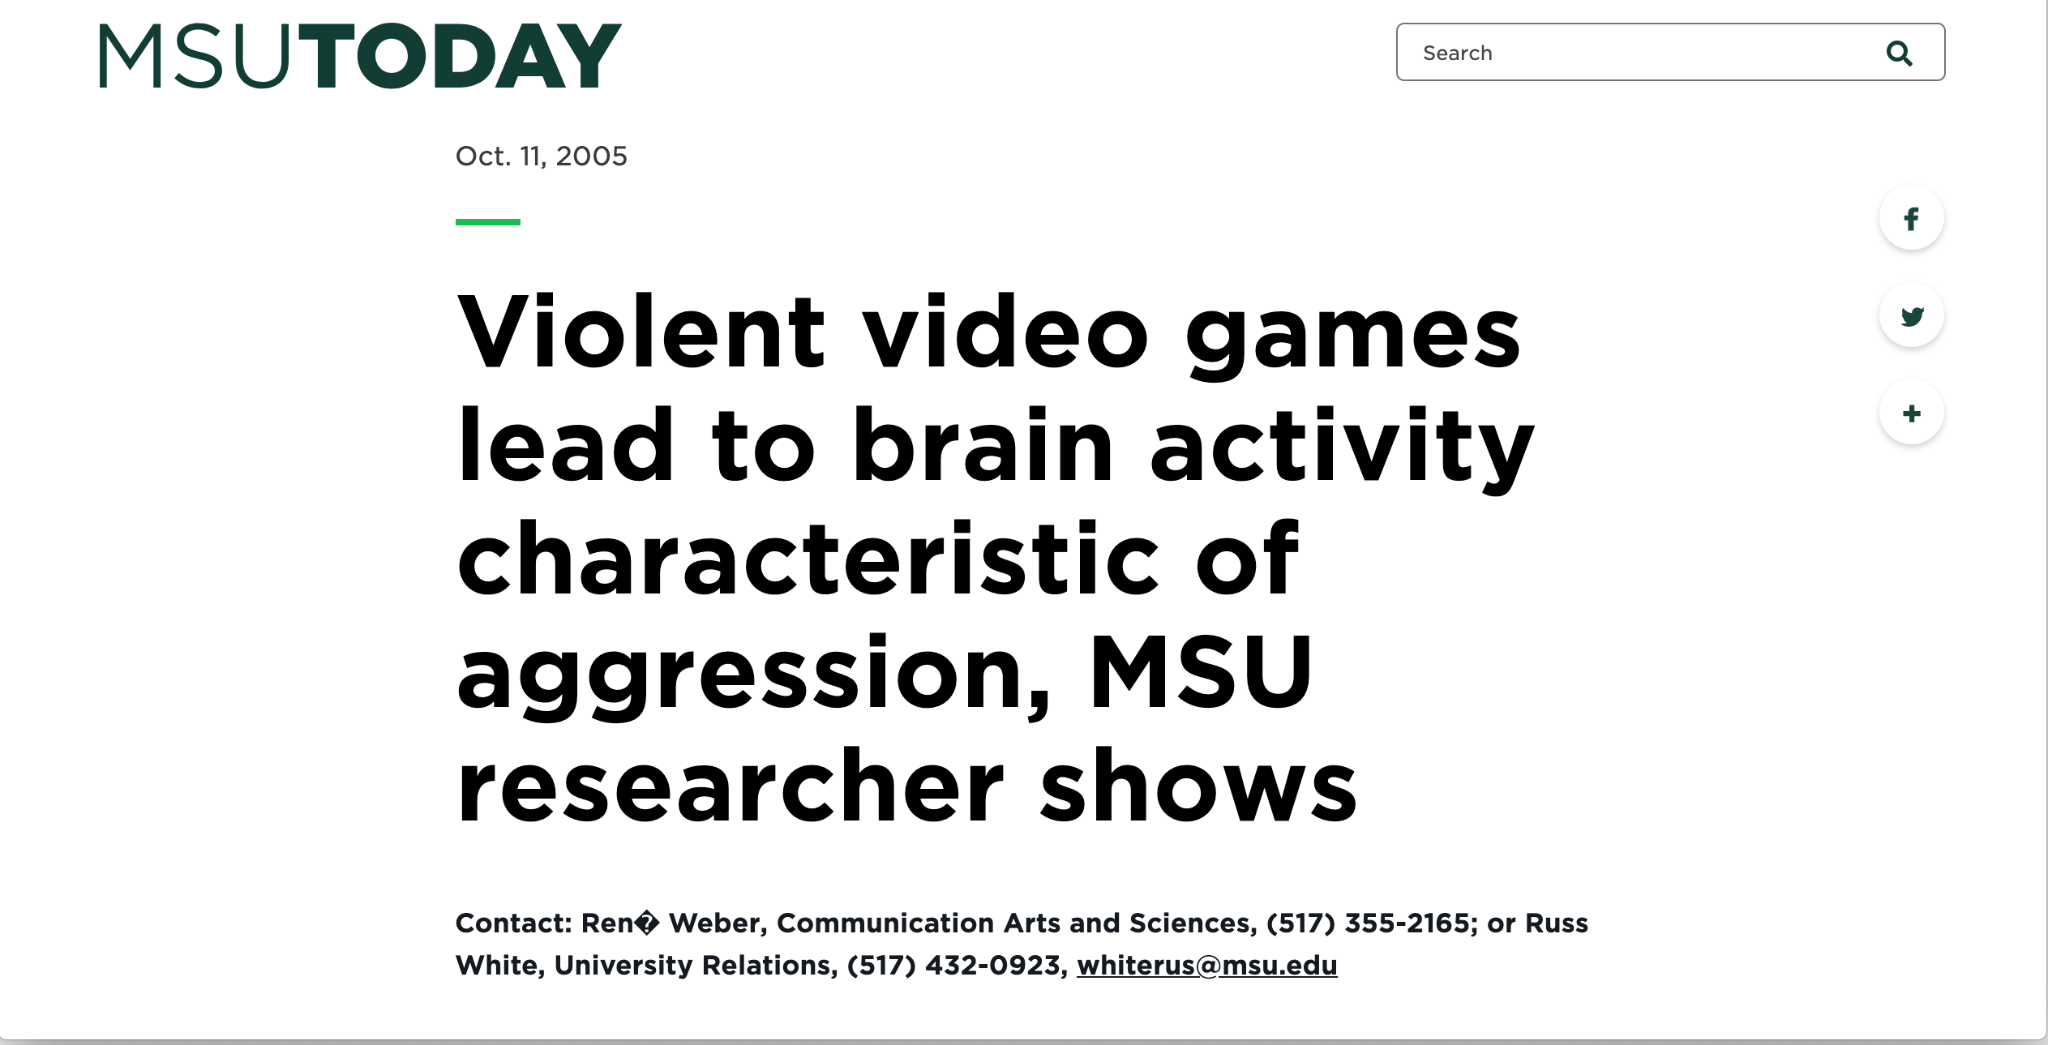 MSUTODAY
Search
Oct. 11, 2005
Violent video games
lead to brain activity
characteristic of
aggression, MSU
researcher shows
Contact: Ren� Weber, Communication Arts and Sciences, (517) 355-2165; or Russ
White, University Relations, (517) 432-0923, whiterus@msu.edu